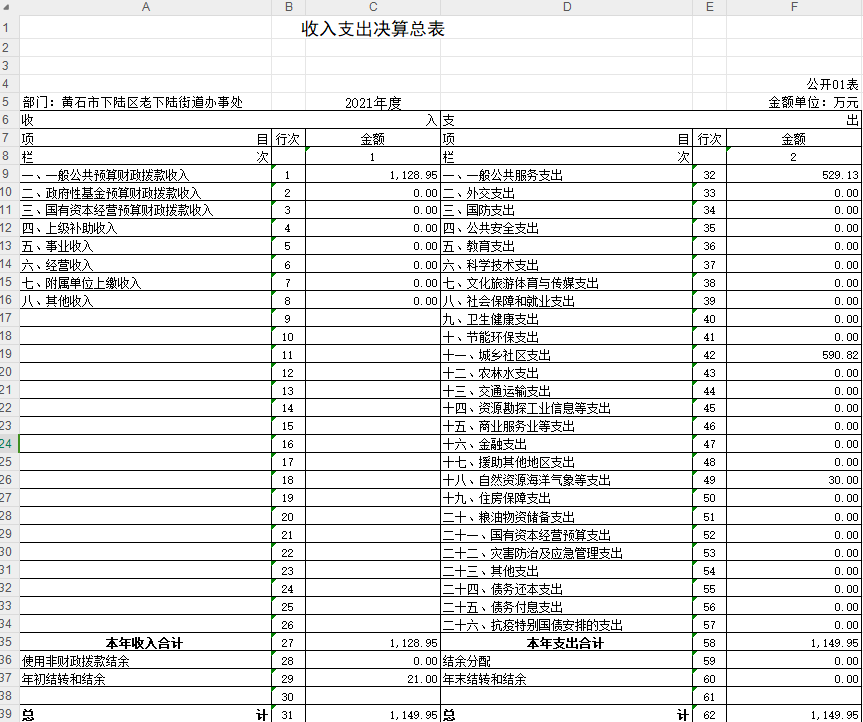 A B C D E F
1 收入支出决算总表
2
3
4 公开01表
5 部门：黄石市下陆区老下陆街道办事处 2021年度 金额单位：万元
6 收 入 支 出
7 项 目 行次 金额 项 目 行次 金额
8 栏 次 1 栏 次 2
9 一、一般公共预算财政拨款收入 1 1,128.95 一、一般公共服务支出 32 529.13
10 二、政府性基金预算财政拨款收入 2 0.00 二、外交支出 33 0.00
11 三、国有资本经营预算财政拨款收入 3 0.00 三、国防支出 34 0.00
12 四、上级补助收入 4 0.00 四、公共安全支出 35 0.00
13 五、事业收入 5 0.00 五、教育支出 36 0.00
14 六、经营收入 6 0.00 六、科学技术支出 37 0.00
15 七、附属单位上缴收入 7 0.00 七、文化旅游体育与传媒支出 38 0.00
16 八、其他收入 8 0.00 八、社会保障和就业支出 39 0.00
17 9 九、卫生健康支出 40 0.00
18 10 十、节能环保支出 41 0.00
19 11 十一、城乡社区支出 42 590.82
20 12 十二、农林水支出 43 0.00
21 13 十三、交通运输支出 44 0.00
22 14 十四、资源勘探工业信息等支出 45 0.00
23 15 十五、商业服务业等支出 46 0.00
24 16 十六、金融支出 47 0.00
25 17 十七、援助其他地区支出 48 0.00
26 18 十八、自然资源海洋气象等支出 49 30.00
27 19 十九、住房保障支出 50 0.00
28 20 二十、粮油物资储备支出 51 0.00
29 21 二十一、国有资本经营预算支出 52 0.00
30 22 二十二、灾害防治及应急管理支出 53 0.00
31 23 二十三、其他支出 54 0.00
32 24 二十四、债务还本支出 55 0.00
33 25 二十五、债务付息支出 56 0.00
34 26 二十六、抗疫特别国债安排的支出 57 0.00
35 本年收入合计 27 1,128.95 本年支出合计 58 1,149.95
36 使用非财政拨款结余 28 0.00 结余分配 59 0.00
37 年初结转和结余 29 21.00 年末结转和结余 60 0.00
38 30 61
39 总 计 31 1,149.95 总 计 62 1,149.95